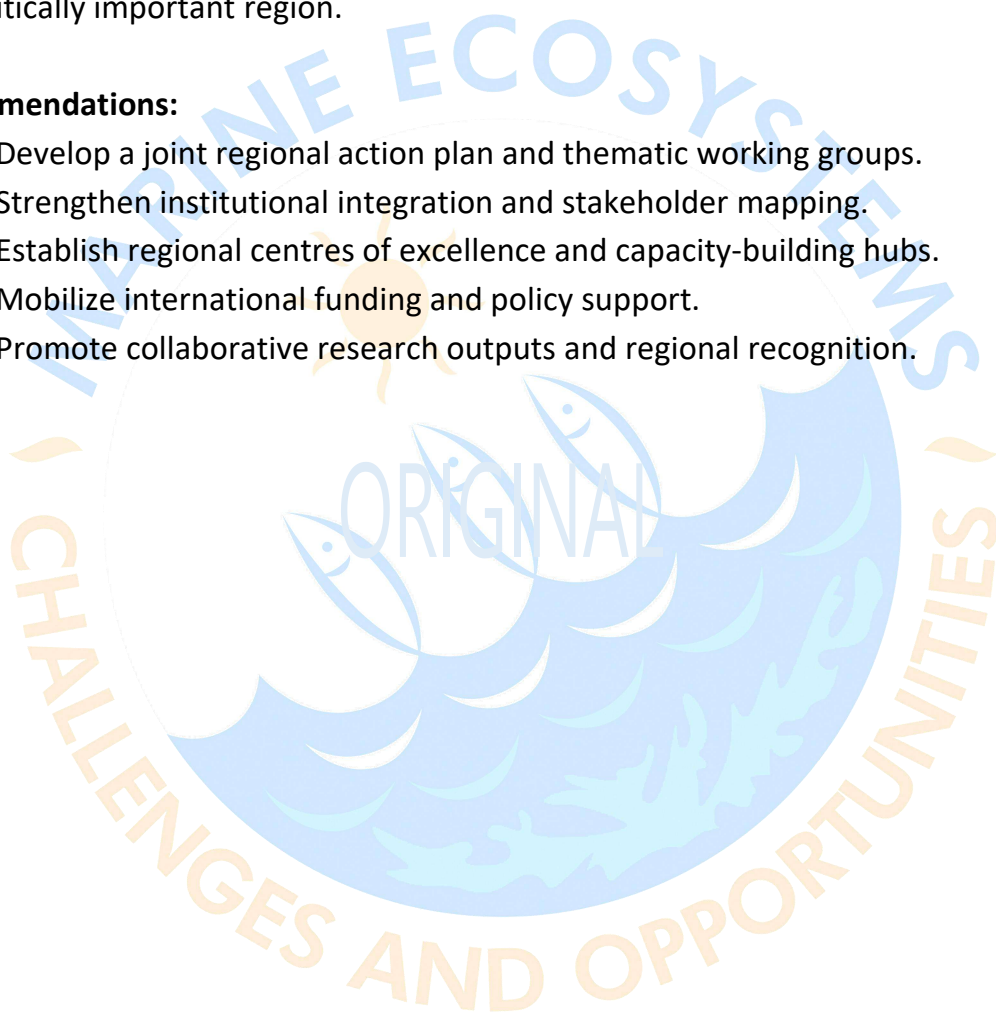 itically important region.
mendations:
Develop a joint regional action plan and thematic working groups.
Strengthen institutional integration and stakeholder mapping.
Establish regional centres of excellence and capacity-building hubs.
Mobilize international funding and policy support.
Promote collaborative research outputs and regional recognition.
MARINE ECOSYSTEMS
ORIGINAL
CHALLENGES AND OPPORTUNITIES